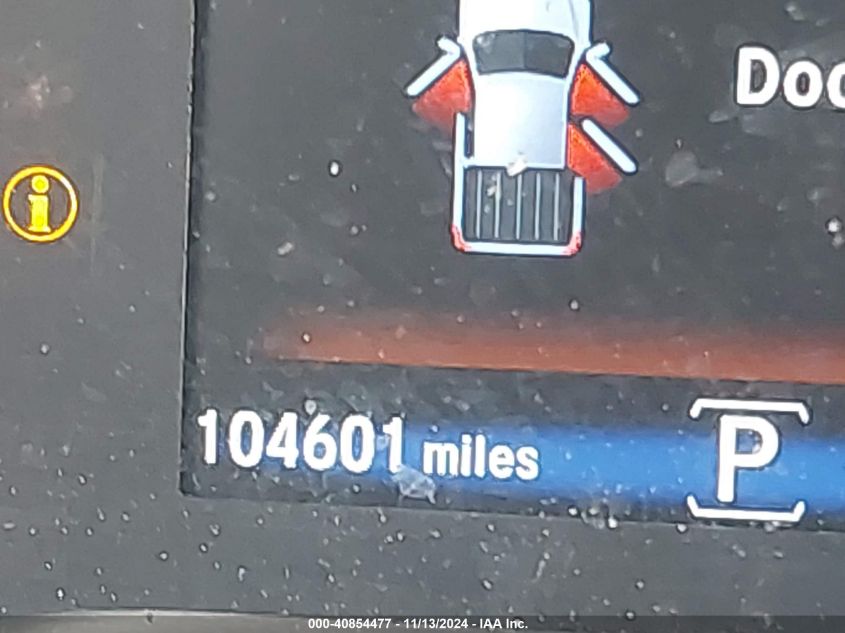 Doo
104601 miles
P
000-40854477 - 11/13/2024 - IAA Inc.